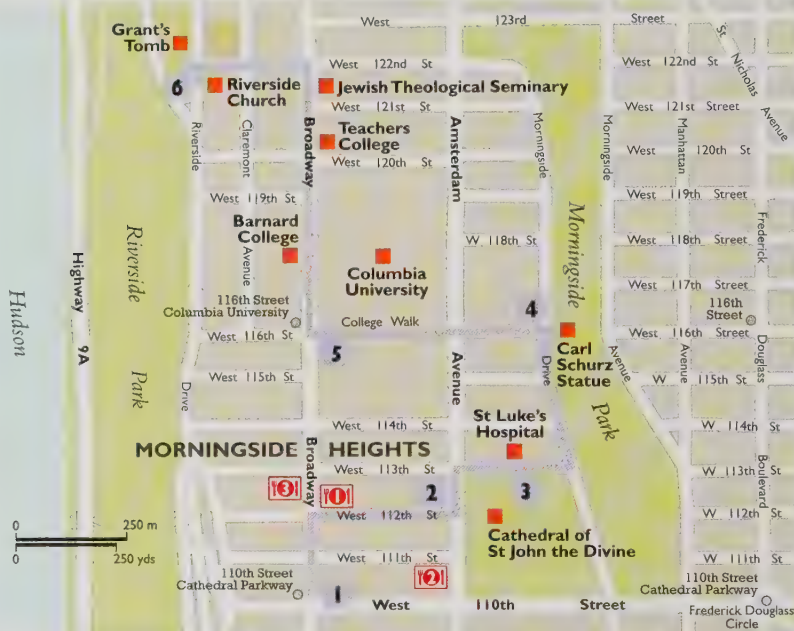 West 123rd Street
Grant's
Tomb
West 122nd St
West 122nd St
St Nicholas Avenue
6
Riverside
Church
Jewish Theological Seminary
West 121st St
West 121st Street
Riverside
Claremont
Broadway
Teachers
College
Amsterdam
Morningside
Morningside
Manhattan
West 120th St
West 120th St
West 119th St
West 119th Street
Barnard
College
Avenue
Riverside
Park
Highway 9A
Hudson
Columbia
University
W 118th St
Morningside
Park
West 118th Street
Frederick
West 117th Street
116th Street
Columbia University
College Walk
4
116th
Street
West 116th St
West 116th Street
5
Carl
Schurz
Statue
Avenue
Drive
Avenue
Avenue
Douglass
West 115th St
W 115th St
Drive
West 114th St
St Luke's
Hospital
W 114th St
MORNINGSIDE HEIGHTS
Broadway
West 113th St
W 113th St
Boulevard
3
1
2
3
West 112th St
W 112th St
Cathedral of
St John the Divine
0 250 m
0 250 yds
West 111th St
W 111th St
2
110th Street
Cathedral Parkway
1
West 110th Street
110th Street
Cathedral Parkway
Frederick Douglass
Circle